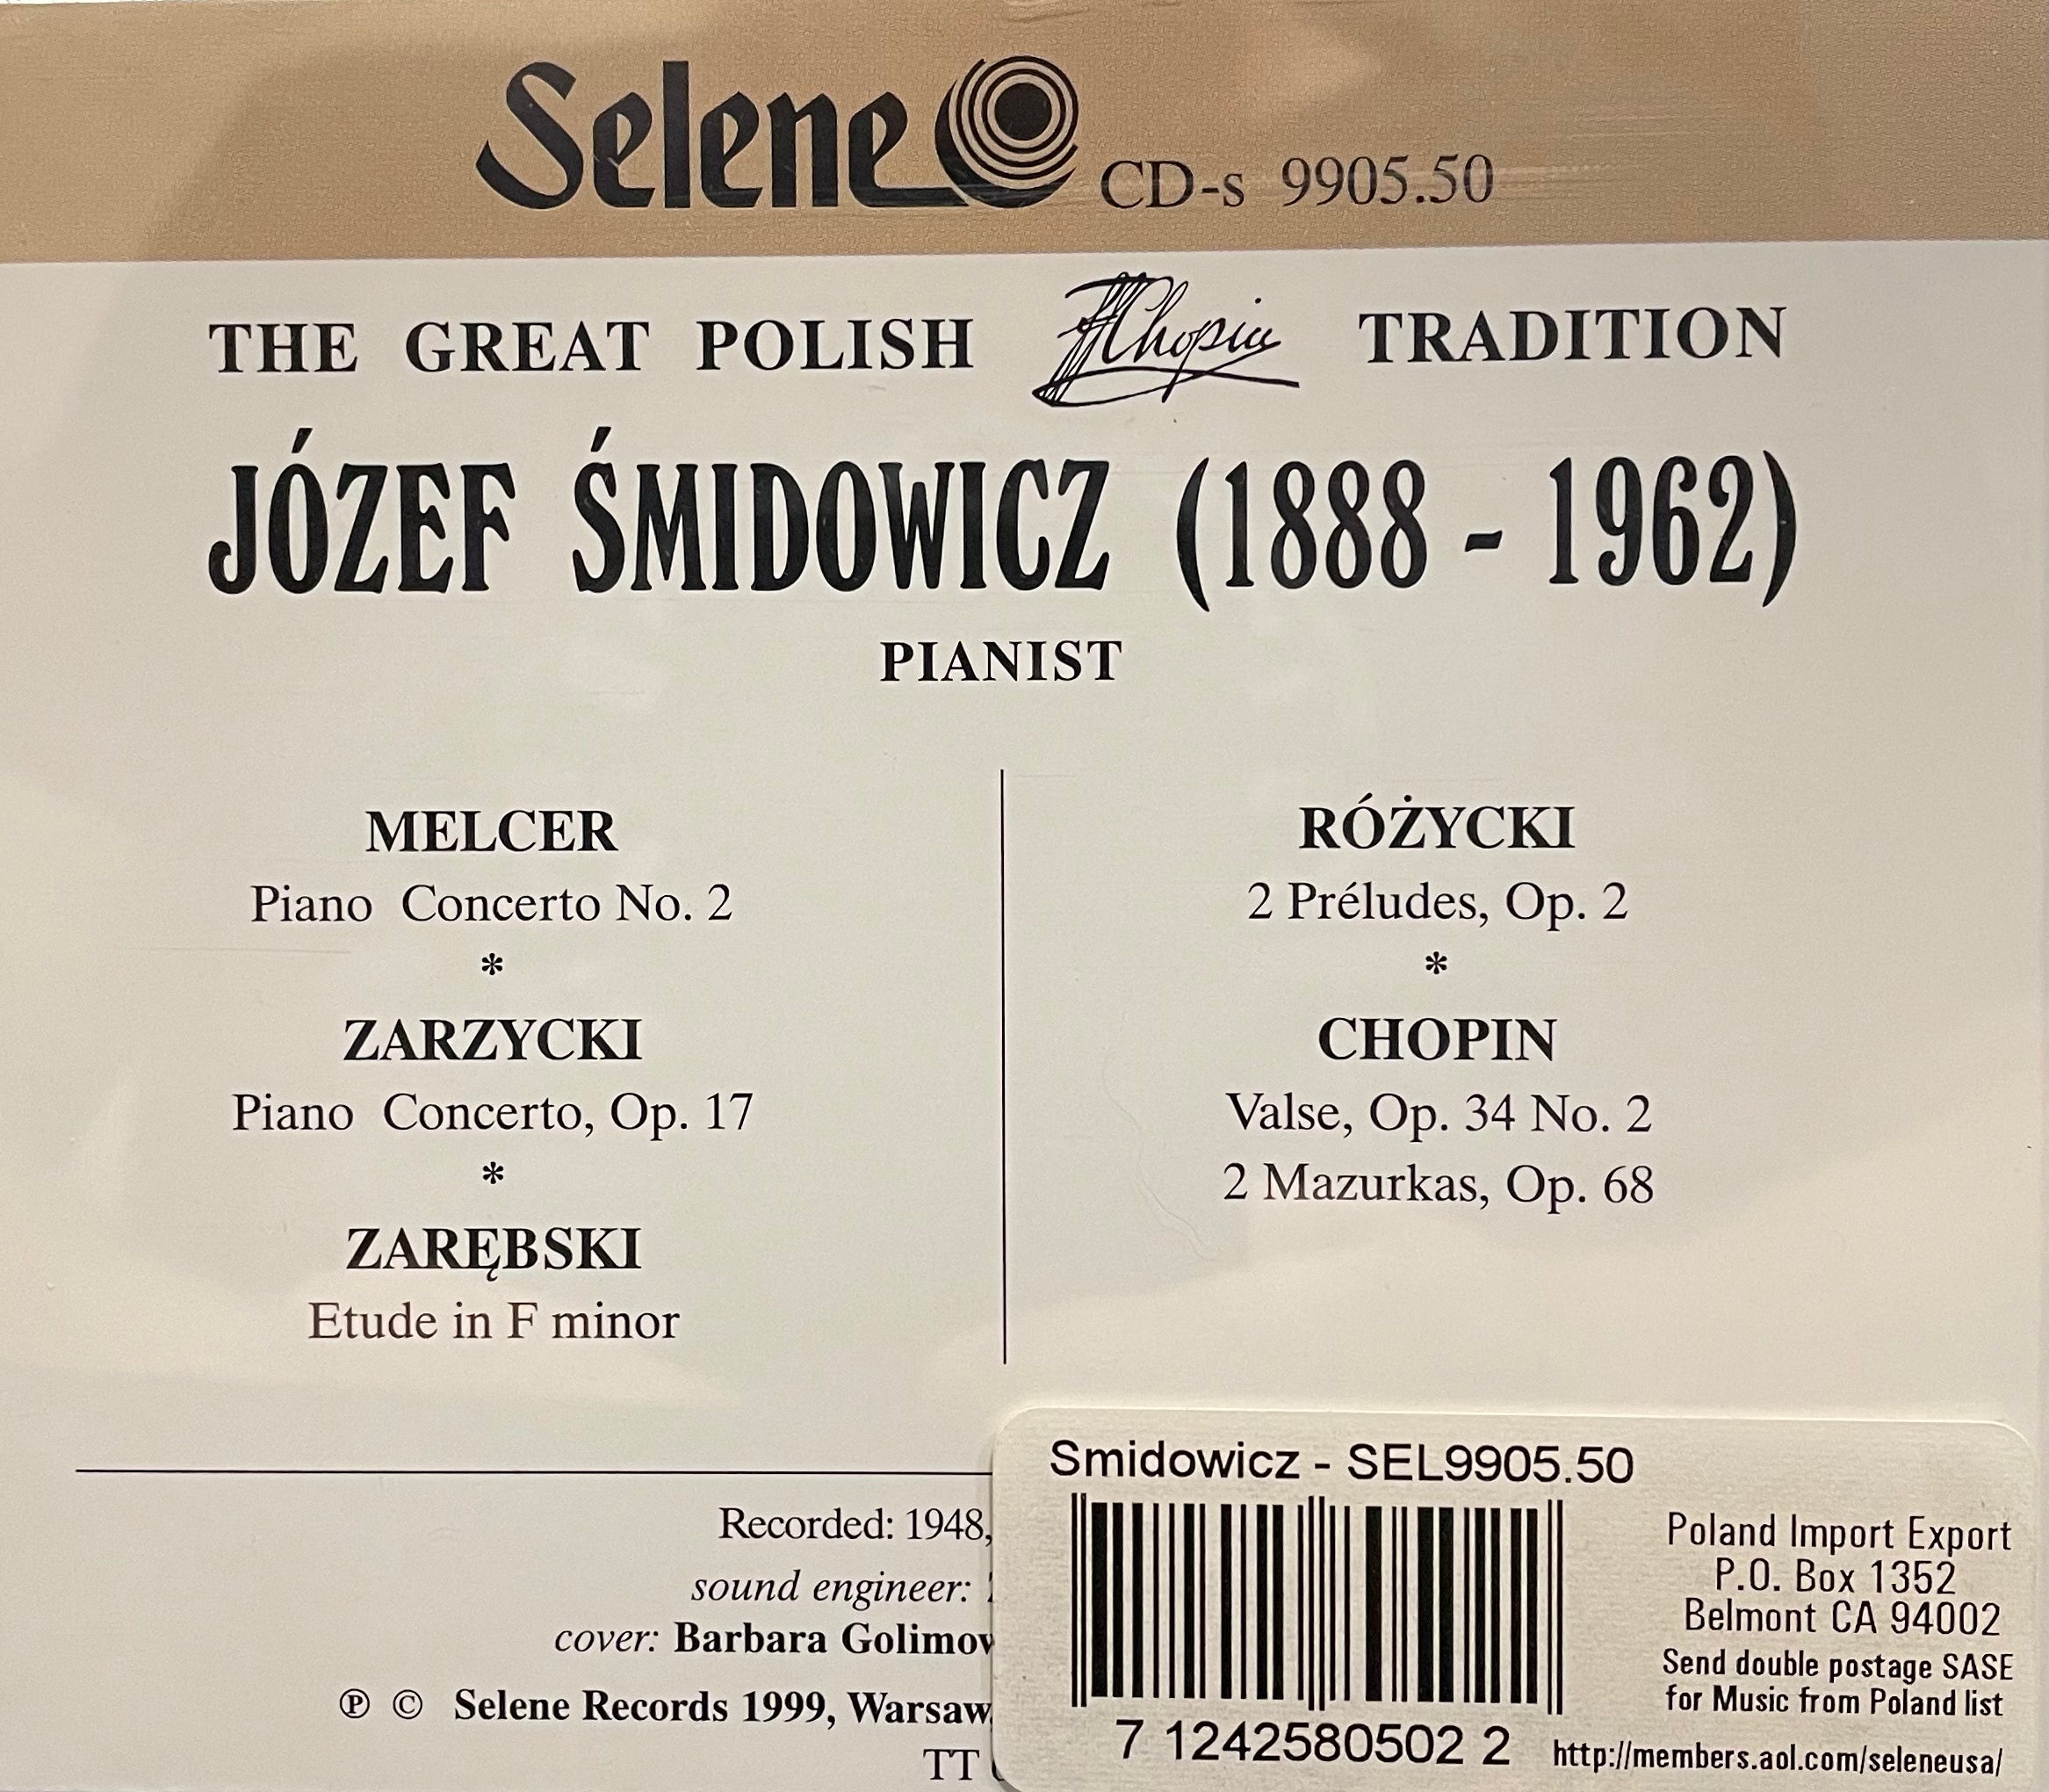 Selene CD-s 9905.50
THE GREAT POLISH Chopin TRADITION
JÓZEF ŚMIDOWICZ (1888 - 1962)
PIANIST
MELCER
Piano Concerto No. 2
*
ZARZYCKI
Piano Concerto, Op. 17
*
ZARĘBSKI
Etude in F minor
RÓŻYCKI
2 Préludes, Op. 2
*
CHOPIN
Valse, Op. 34 No. 2
2 Mazurkas, Op. 68
Recorded: 1948,
sound engineer:
cover: Barbara
℗ © Selene Records 1999, Warsaw
TT
Smidowicz - SEL9905.50
7 1242580502 2
Poland Import Export
P.O. Box 1352
Belmont CA 94002
Send double postage SASE
for Music from Poland list
http://members.aol.com/seleneusa/